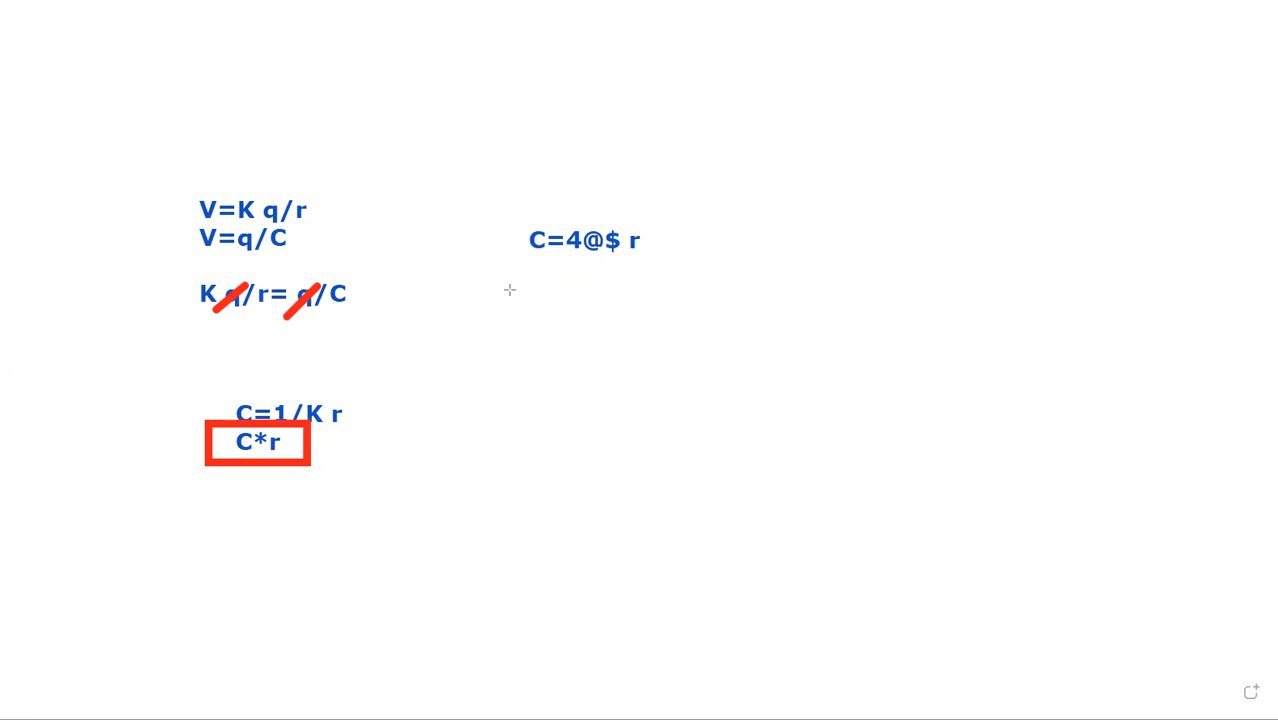 V=K q/r
V=q/C
K q/r= q/C
C=1/K r
C*r
C=4@$ r